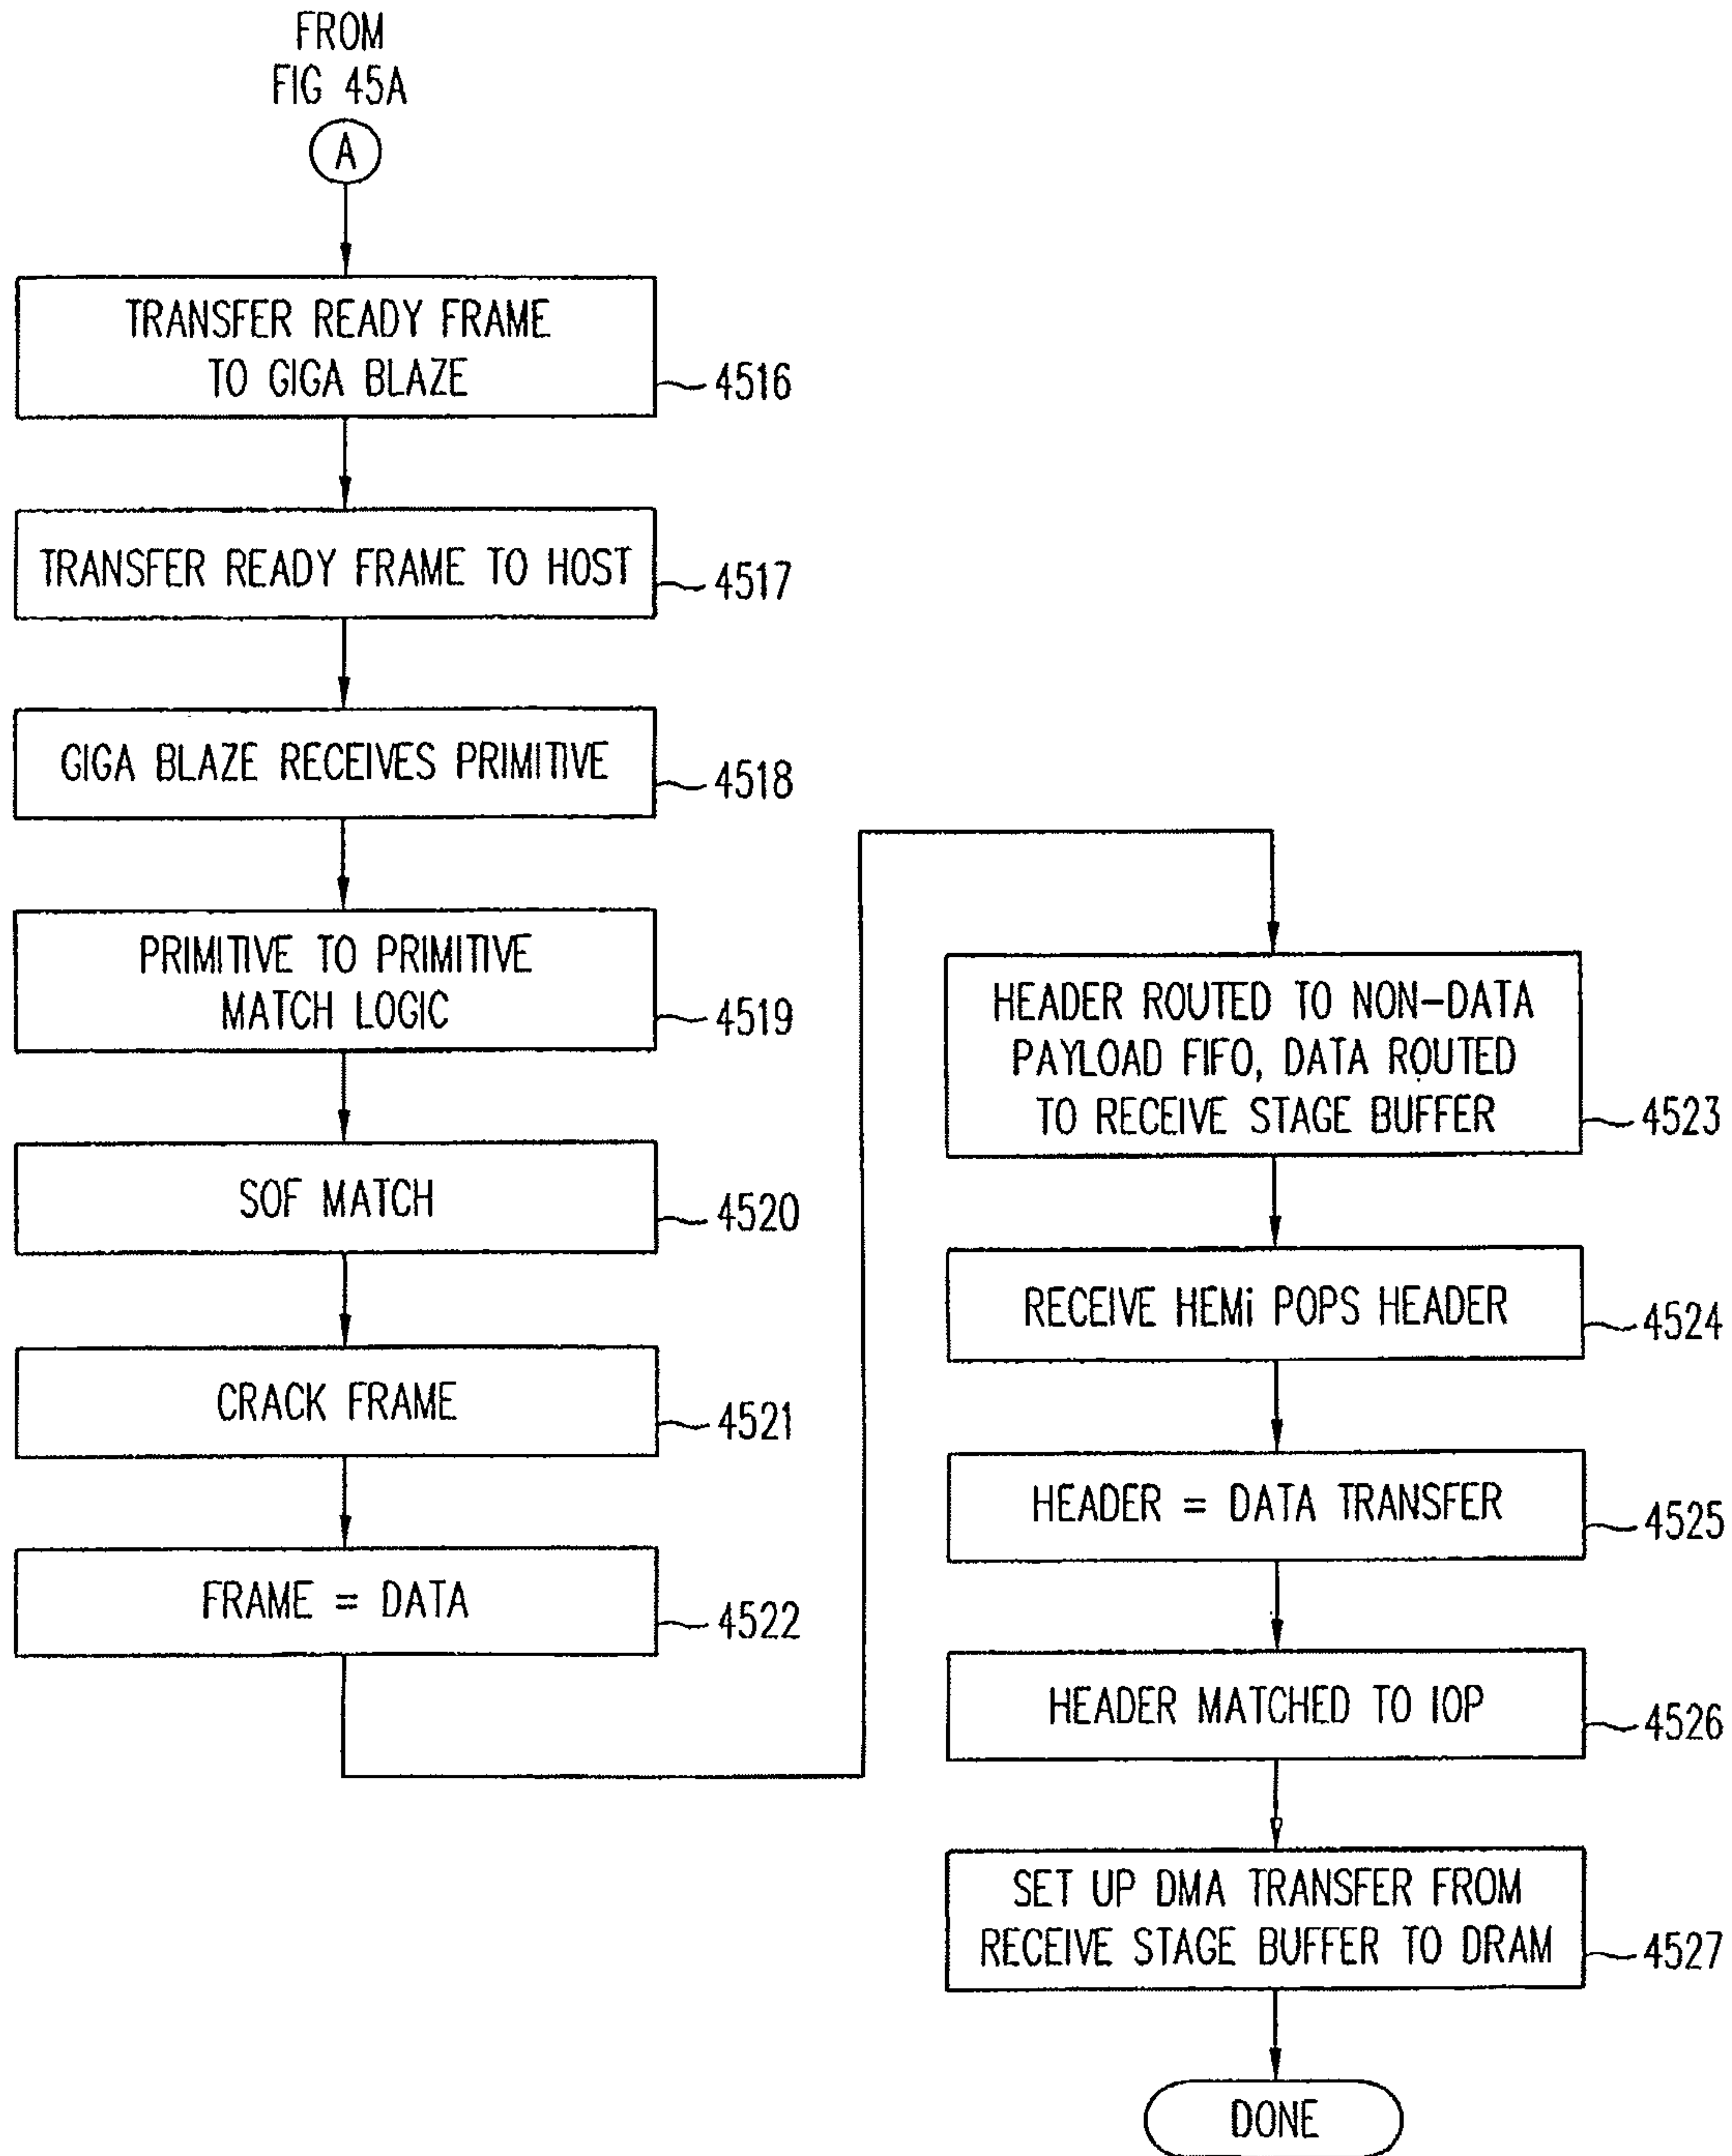 FROM
FIG 45A
A
TRANSFER READY FRAME
TO GIGA BLAZE
4516
TRANSFER READY FRAME TO HOST
4517
GIGA BLAZE RECEIVES PRIMITIVE
4518
PRIMITIVE TO PRIMITIVE
MATCH LOGIC
4519
SOF MATCH
4520
CRACK FRAME
4521
FRAME = DATA
4522
HEADER ROUTED TO NON-DATA
PAYLOAD FIFO, DATA ROUTED
TO RECEIVE STAGE BUFFER
4523
RECEIVE HEMi POPS HEADER
4524
HEADER = DATA TRANSFER
4525
HEADER MATCHED TO IOP
4526
SET UP DMA TRANSFER FROM
RECEIVE STAGE BUFFER TO DRAM
4527
DONE